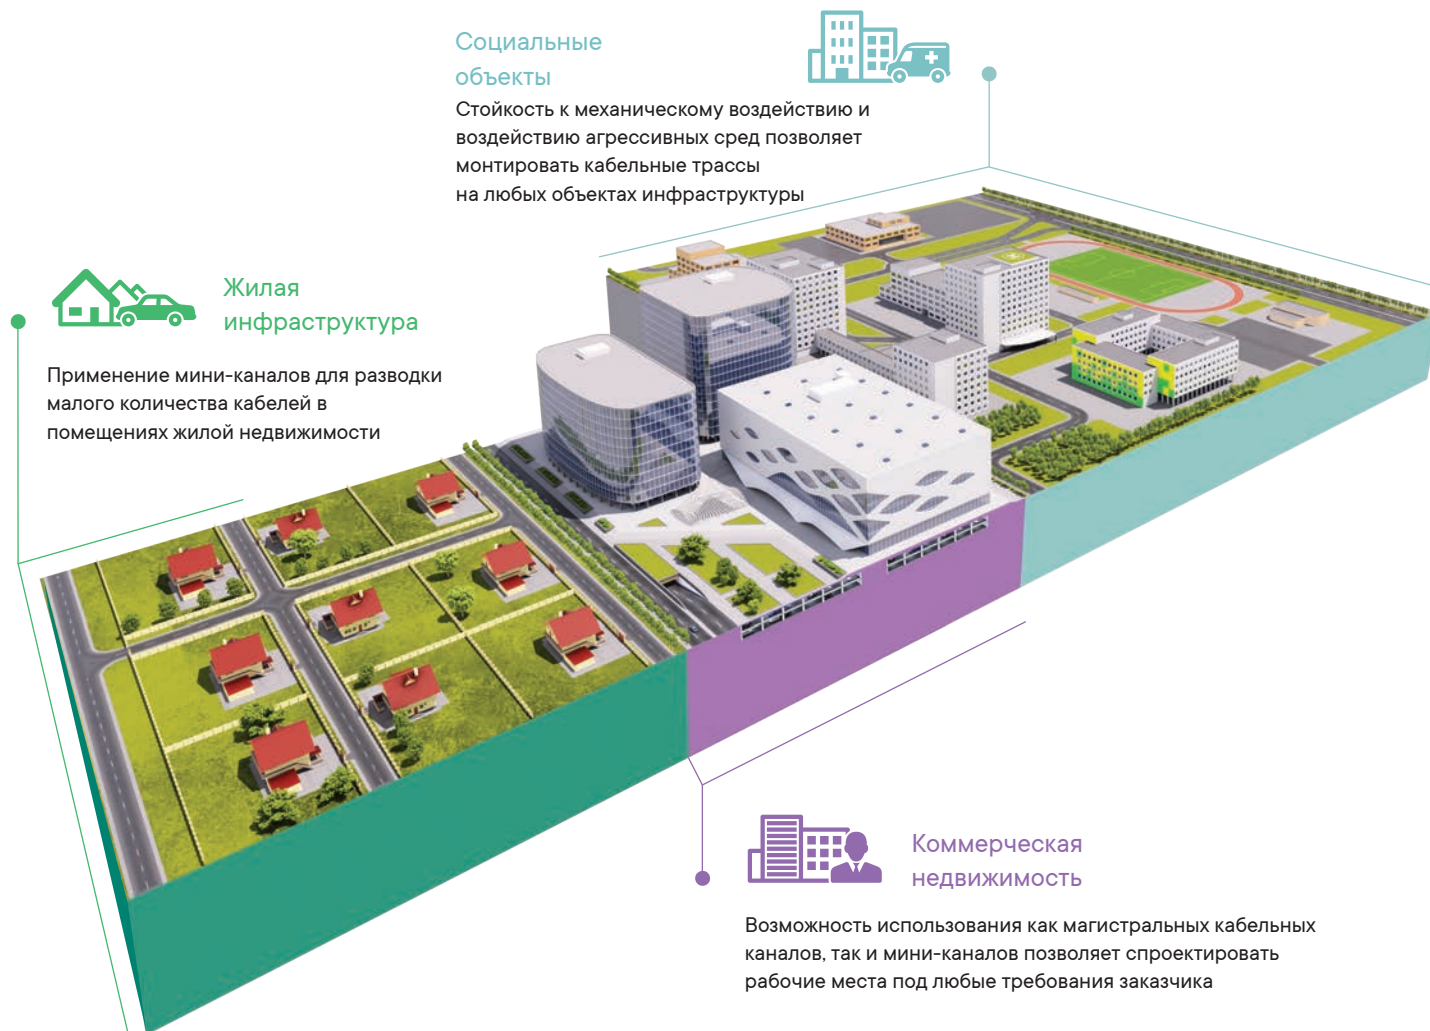 Социальные
объекты
Стойкость к механическому воздействию и
воздействию агрессивных сред позволяет
монтировать кабельные трассы
на любых объектах инфраструктуры
Жилая
инфраструктура
Применение мини-каналов для разводки
малого количества кабелей в
помещениях жилой недвижимости
Коммерческая
недвижимость
Возможность использования как магистральных кабельных
каналов, так и мини-каналов позволяет спроектировать
рабочие места под любые требования заказчика